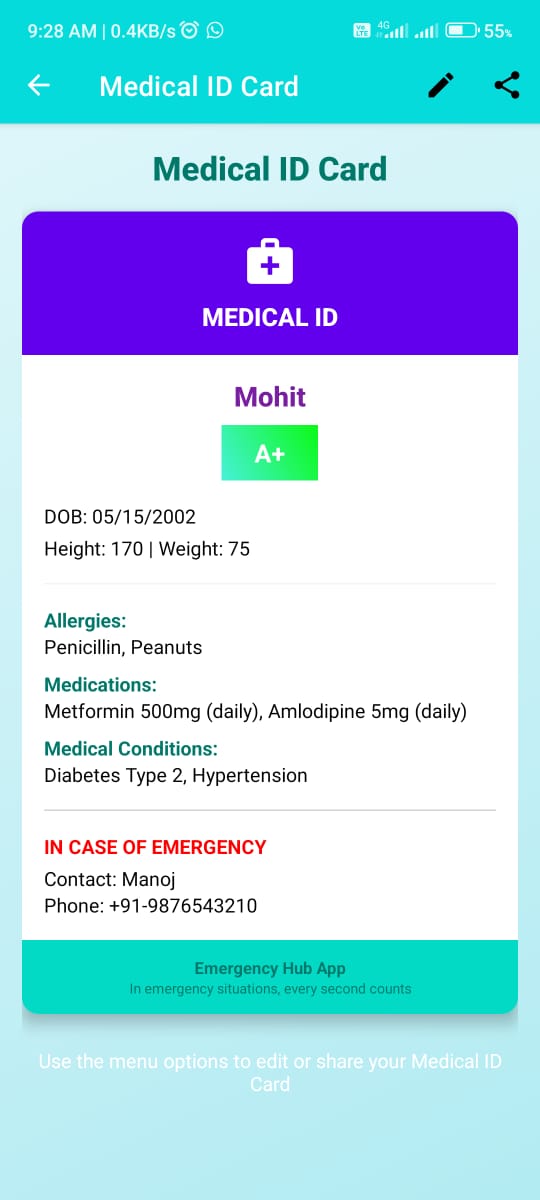 9:28 AM | 0.4KB/s
Vo LTE 4G 55%
Medical ID Card
Medical ID Card
MEDICAL ID
Mohit
A+
DOB: 05/15/2002
Height: 170 | Weight: 75
Allergies:
Penicillin, Peanuts
Medications:
Metformin 500mg (daily), Amlodipine 5mg (daily)
Medical Conditions:
Diabetes Type 2, Hypertension
IN CASE OF EMERGENCY
Contact: Manoj
Phone: +91-9876543210
Emergency Hub App
In emergency situations, every second counts
Use the menu options to edit or share your Medical ID
Card